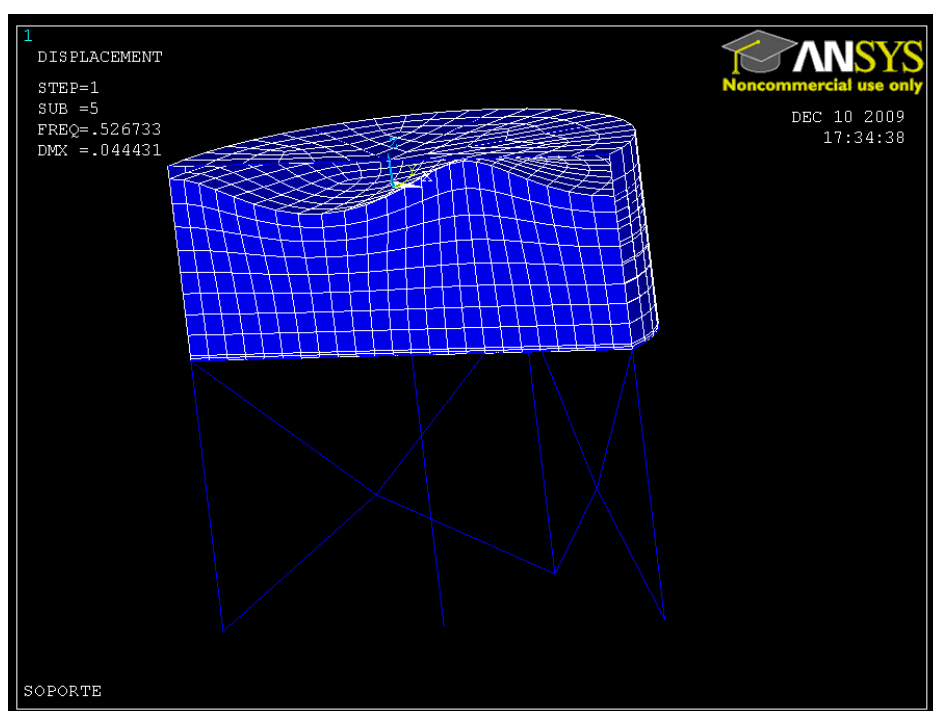 1
DISPLACEMENT
STEP=1
SUB =5
FREQ=.526733
DMX =.044431
ANSYS
Noncommercial use only
DEC 10 2009
17:34:38
Z
Y
X
SOPORTE